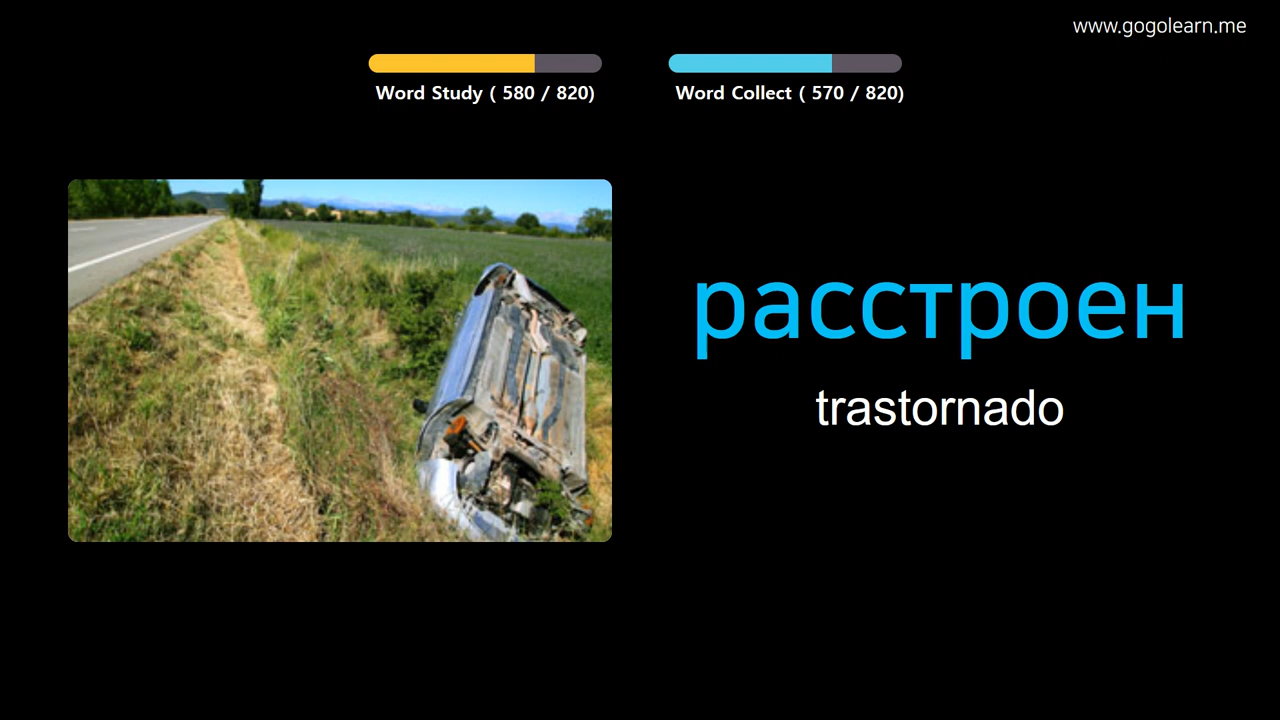 www.gogolearn.me
Word Study ( 580 / 820)
Word Collect ( 570 / 820)
расстроен
trastornado